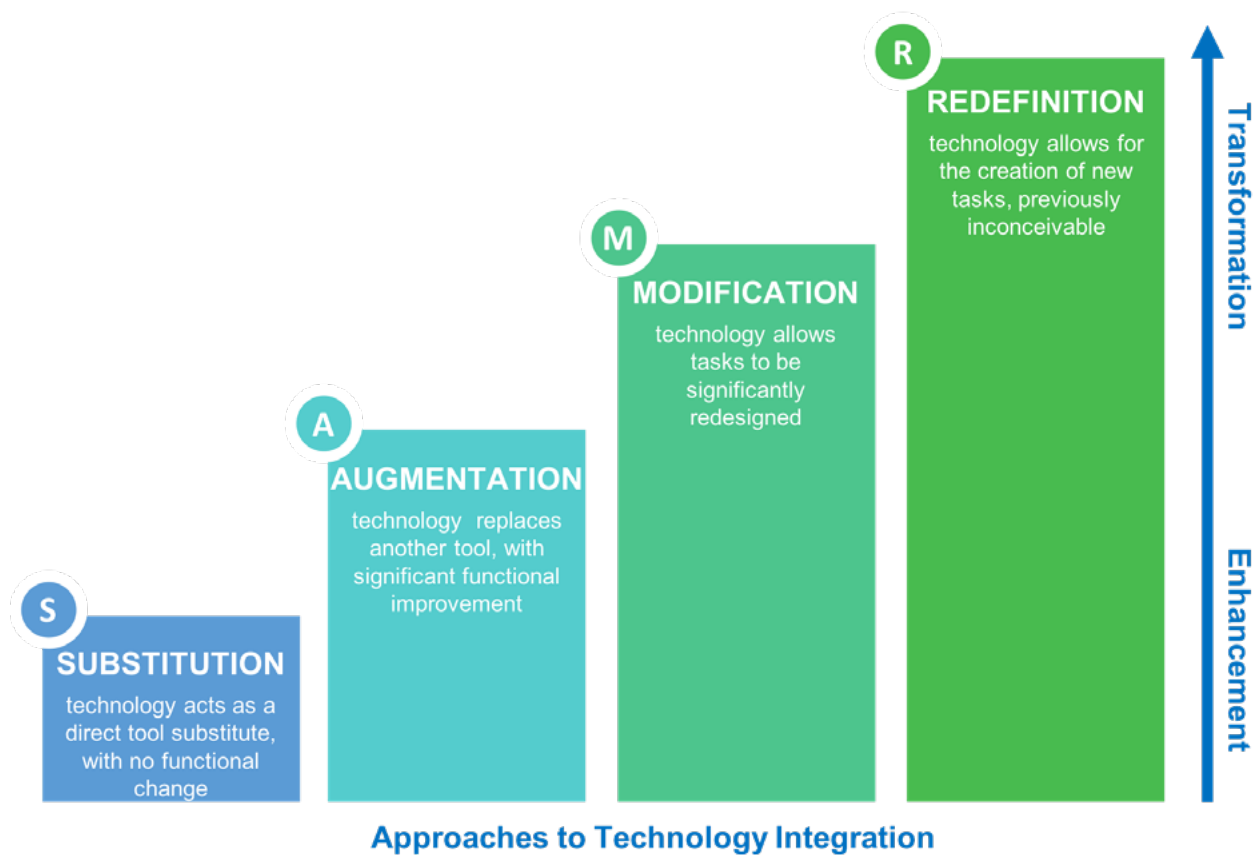 S
SUBSTITUTION
technology acts as a
direct tool substitute,
with no functional
change
A
AUGMENTATION
technology replaces
another tool, with
significant functional
improvement
M
MODIFICATION
technology allows
tasks to be
significantly
redesigned
R
REDEFINITION
technology allows for
the creation of new
tasks, previously
inconceivable
Transformation
Enhancement
Approaches to Technology Integration